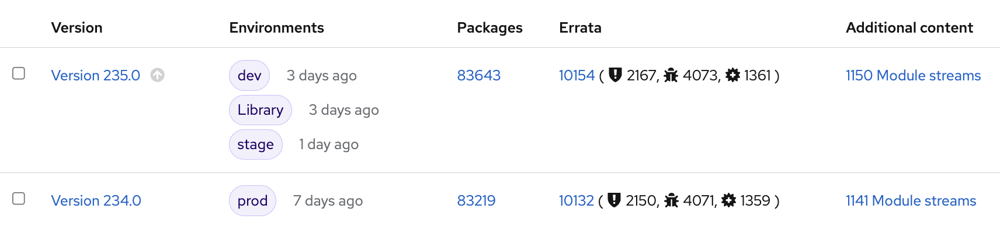 Version Environments Packages Errata Additional content
Version 235.0 dev 3 days ago 83643 10154 ( 2167, 4073, 1361 ) 1150 Module streams
Library 3 days ago
stage 1 day ago
Version 234.0 prod 7 days ago 83219 10132 ( 2150, 4071, 1359 ) 1141 Module streams